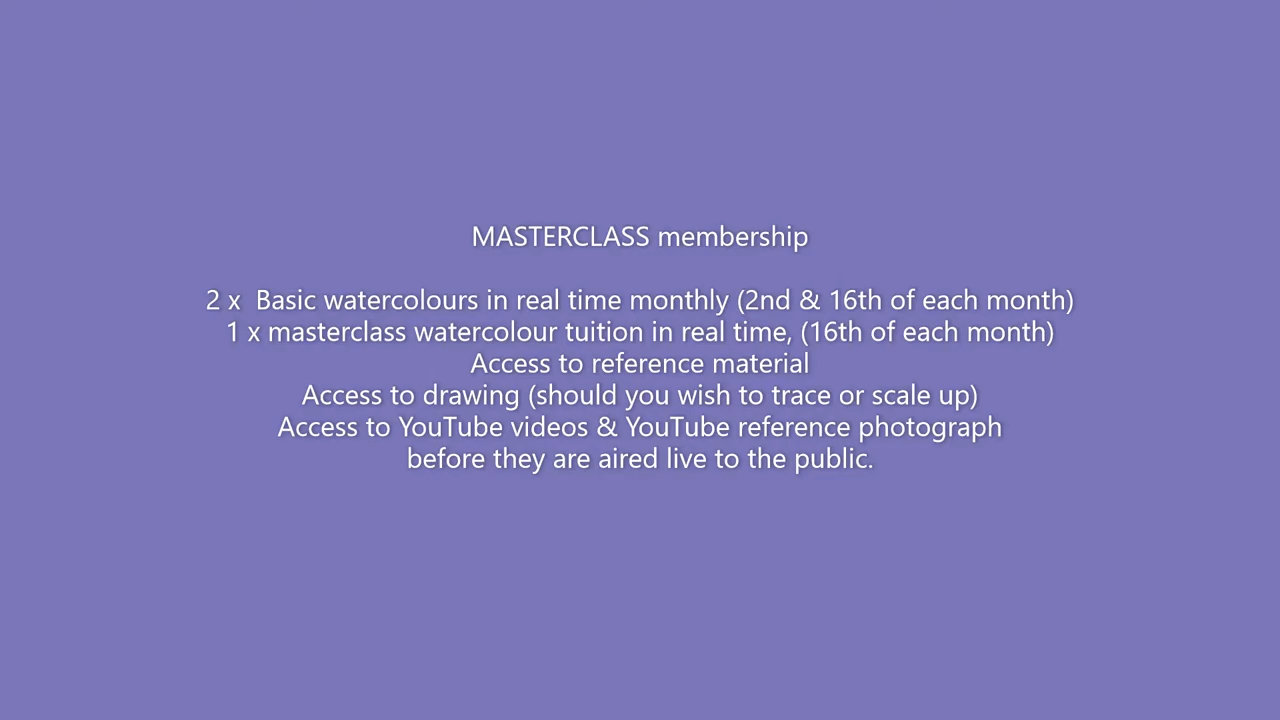 MASTERCLASS membership
2 x  Basic watercolours in real time monthly (2nd & 16th of each month)
1 x masterclass watercolour tuition in real time, (16th of each month)
Access to reference material
Access to drawing (should you wish to trace or scale up)
Access to YouTube videos & YouTube reference photograph
before they are aired live to the public.